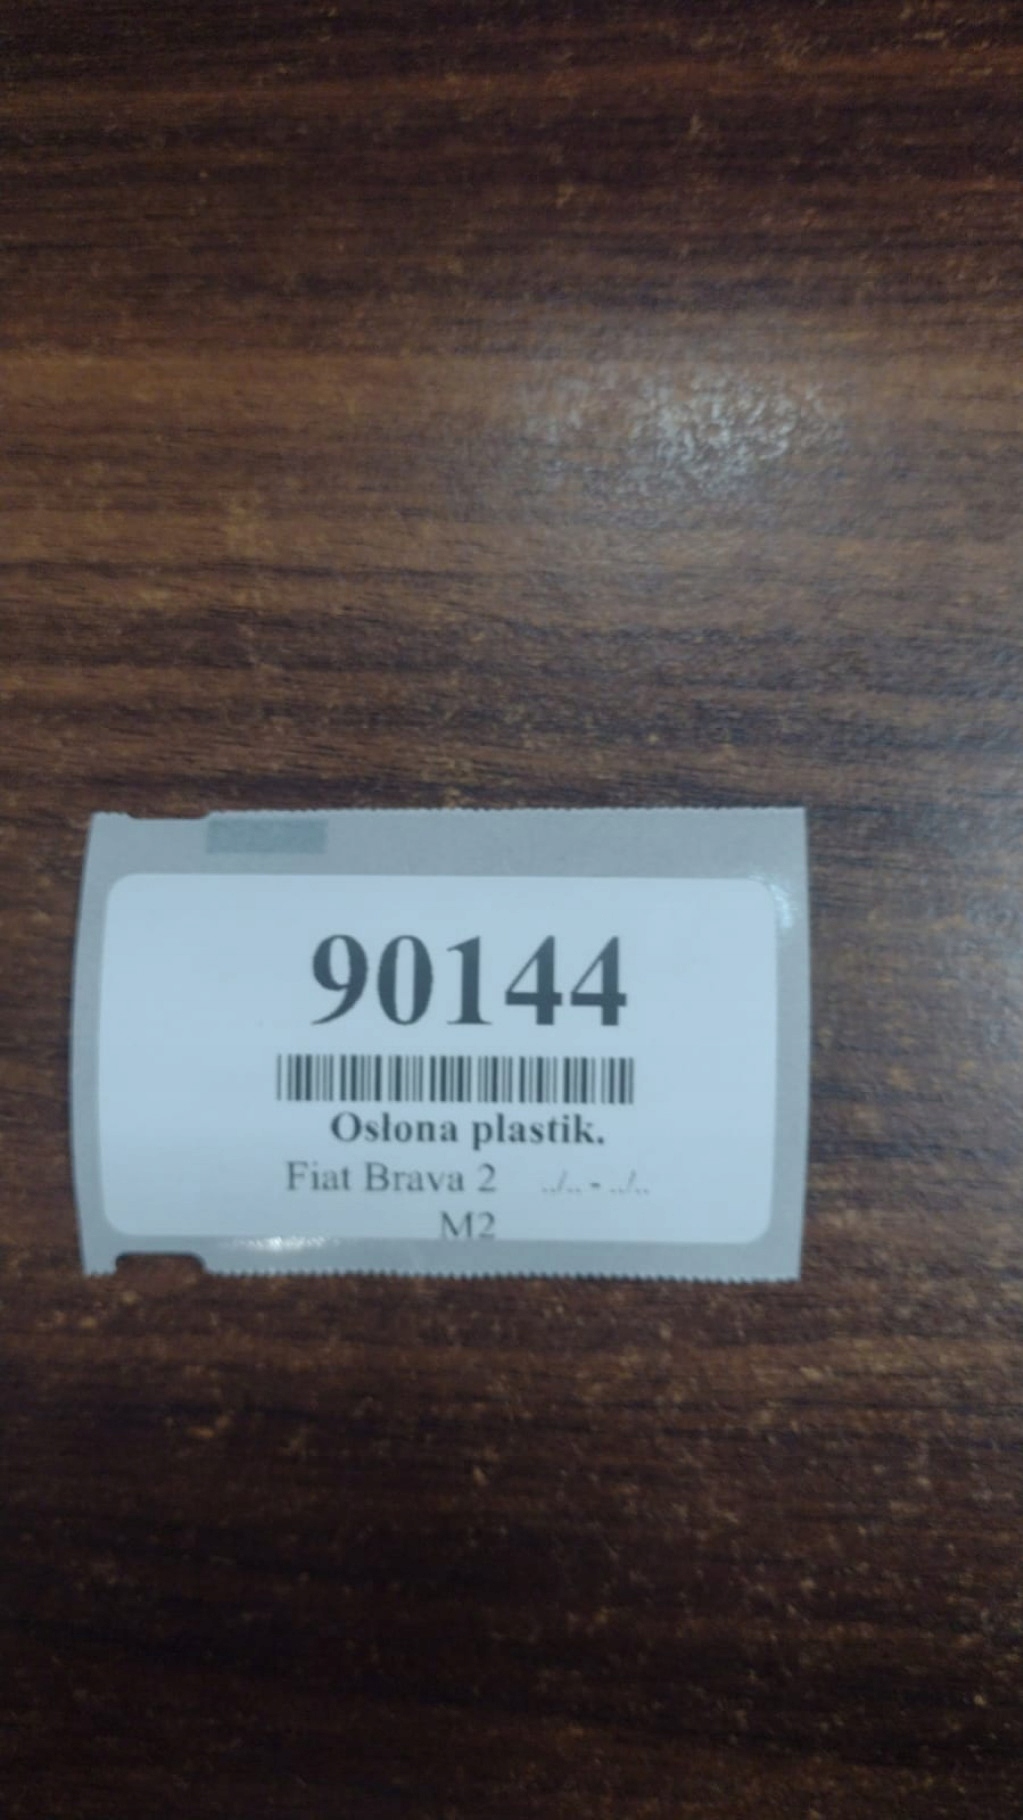 90144
Osłona plastik.
Fiat Brava 2 ../.. - ../..
M2